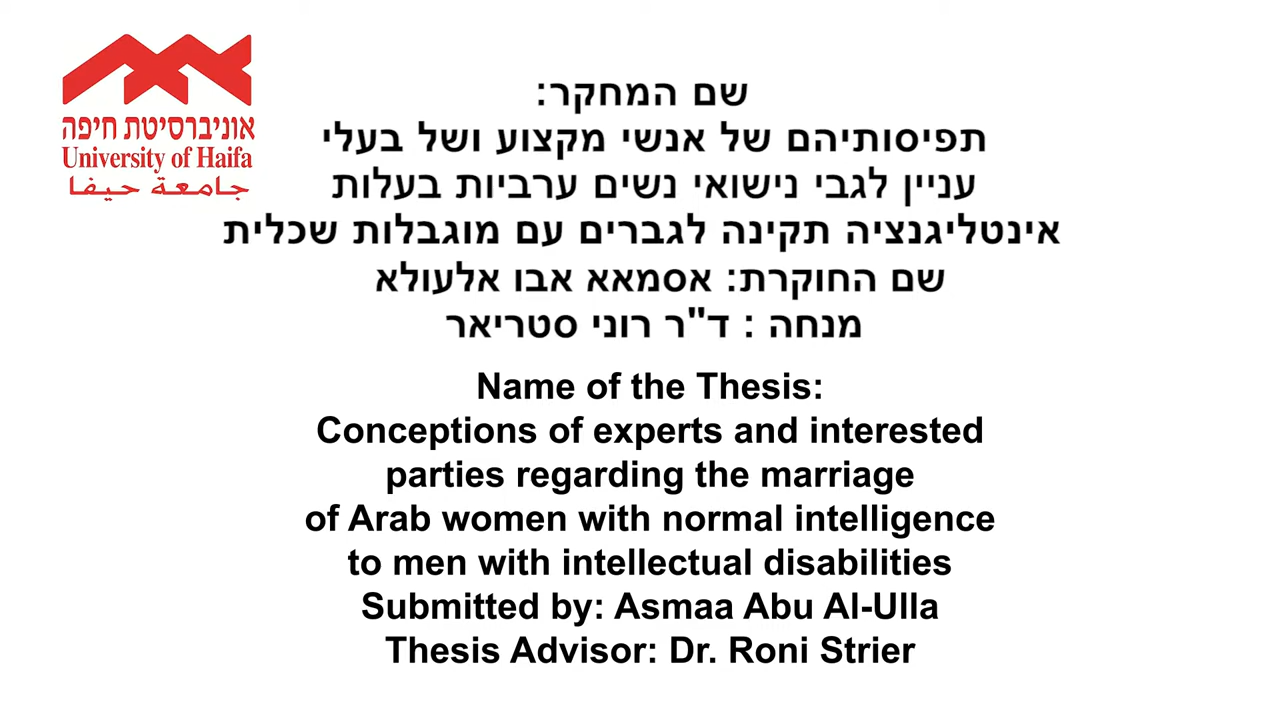 אוניברסיטת חיפה
University of Haifa
جامعة حيفا
שם המחקר:
תפיסותיהם של אנשי מקצוע ושל בעלי
עניין לגבי נישואי נשים ערביות בעלות
אינטליגנציה תקינה לגברים עם מוגבלות שכלית
שם החוקרת: אסמאא אבו אלעולא
מנחה : ד"ר רוני סטריאר
Name of the Thesis:
Conceptions of experts and interested
parties regarding the marriage
of Arab women with normal intelligence
to men with intellectual disabilities
Submitted by: Asmaa Abu Al-Ulla
Thesis Advisor: Dr. Roni Strier